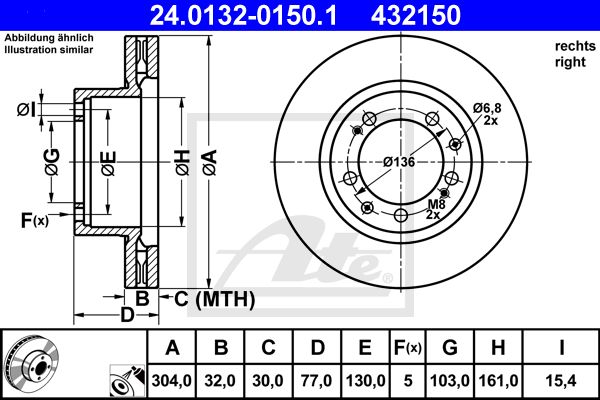 24.0132-0150.1 432150
Abbildung ähnlich
Illustration similar
rechts
right
ØI
ØG
ØE
ØH
ØA
F(x)
B
C (MTH)
D
Ø6,8
2x
Ø136
M8
2x
Ate
A B C D E F(x) G H I
304,0 32,0 30,0 77,0 130,0 5 103,0 161,0 15,4